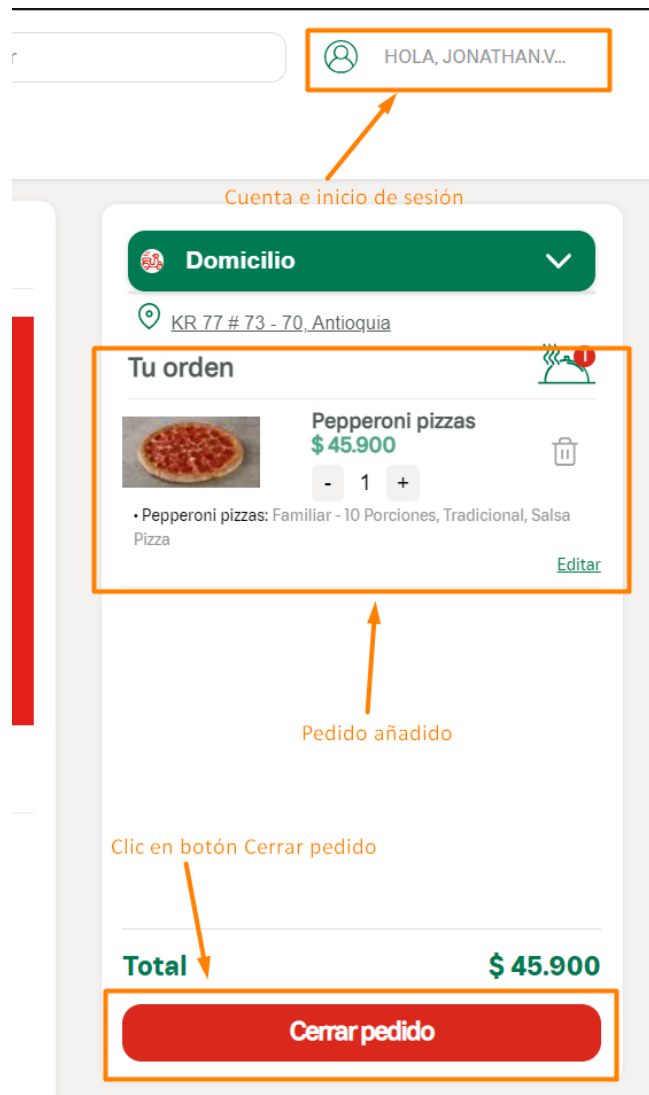 r
HOLA, JONATHAN.V...
Cuenta e inicio de sesión
Domicilio
KR 77 # 73 - 70, Antioquia
Tu orden
1
Pepperoni pizzas
$ 45.900
- 1 +
• Pepperoni pizzas: Familiar - 10 Porciones, Tradicional, Salsa
Pizza
Editar
Pedido añadido
Clic en botón Cerrar pedido
Total $ 45.900
Cerrar pedido